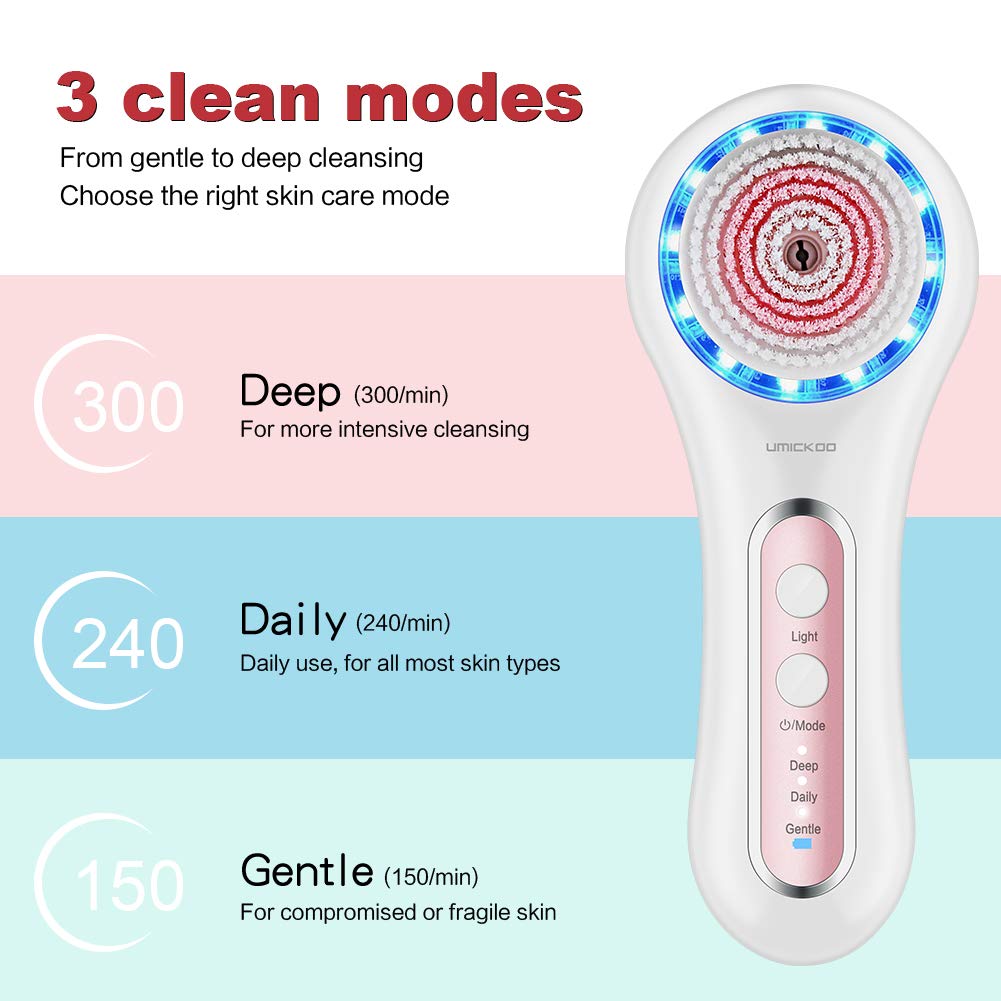 3 clean modes
From gentle to deep cleansing
Choose the right skin care mode
300
Deep (300/min)
For more intensive cleansing
240
Daily (240/min)
Daily use, for all most skin types
150
Gentle (150/min)
For compromised or fragile skin
UMICKOO
Light
⏻/Mode
Deep
Daily
Gentle